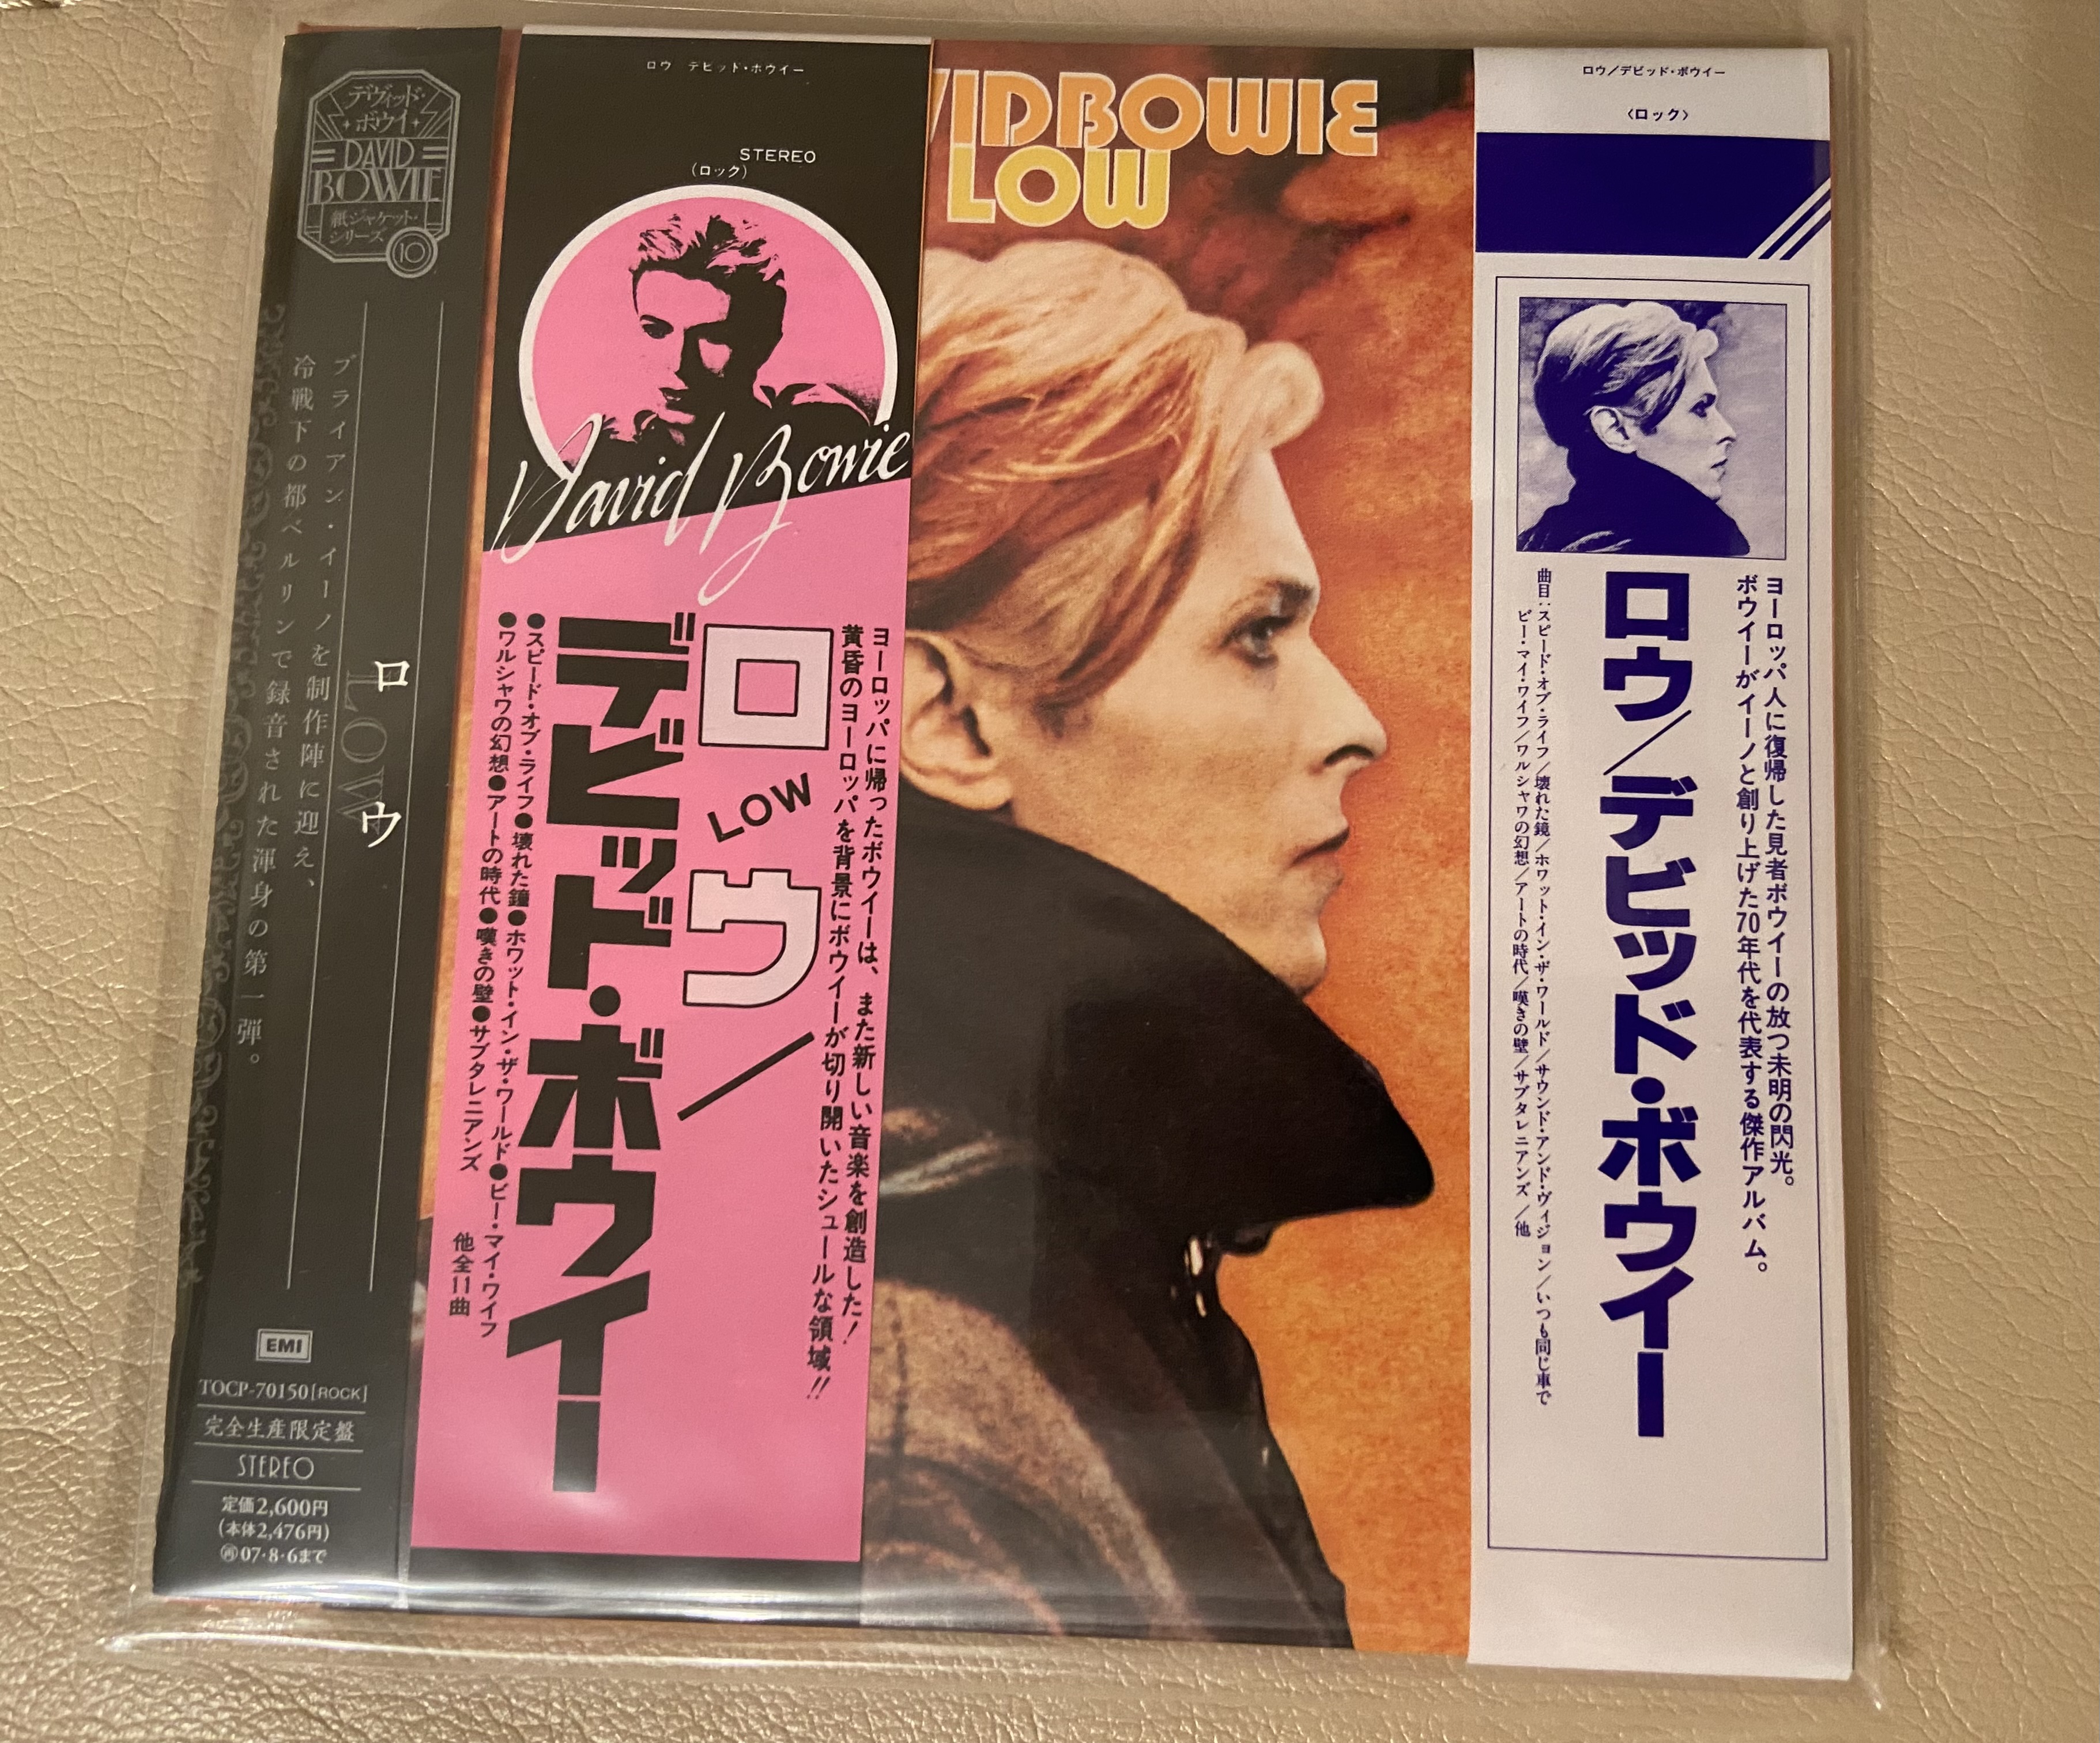 デヴィッド・
ボウイ
DAVID
BOWIE
紙ジャケット・
シリーズ
10
ロウ
LOW
ブライアン・イーノを制作陣に迎え、
冷戦下の都ベルリンで録音された渾身の第一弾。
EMI
TOCP-70150[ROCK]
完全生産限定盤
STEREO
定価2,600円
(本体2,476円)
07・8・6まで
ロウ デビッド・ボウイー
STEREO
(ロック)
David Bowie
ヨーロッパに帰ったボウイーは、また新しい音楽を創造した!
黄昏のヨーロッパを背景にボウイーが切り開いたシュールな領域!!
ロウ/
LOW
デビッド・ボウイー
●スピード・オブ・ライフ●壊れた鐘●ホワット・イン・ザ・ワールド●ビー・マイ・ワイフ
●ワルシャワの幻想●アートの時代●嘆きの壁●サブタレニアンズ
他全11曲
VIDBOWIE
LOW
ロウ/デビッド・ボウイー
〈ロック〉
ヨーロッパ人に復帰した見者ボウイーの放つ未明の閃光。
ボウイーがイーノと創り上げた70年代を代表する傑作アルバム。
ロウ/デビッド・ボウイー
曲目:スピード・オブ・ライフ/壊れた鏡/ホワット・イン・ザ・ワールド/サウンド・アンド・ヴィジョン/いつも同じ車で
ビー・マイ・ワイフ/ワルシャワの幻想/アートの時代/嘆きの壁/サブタレニアンズ/他